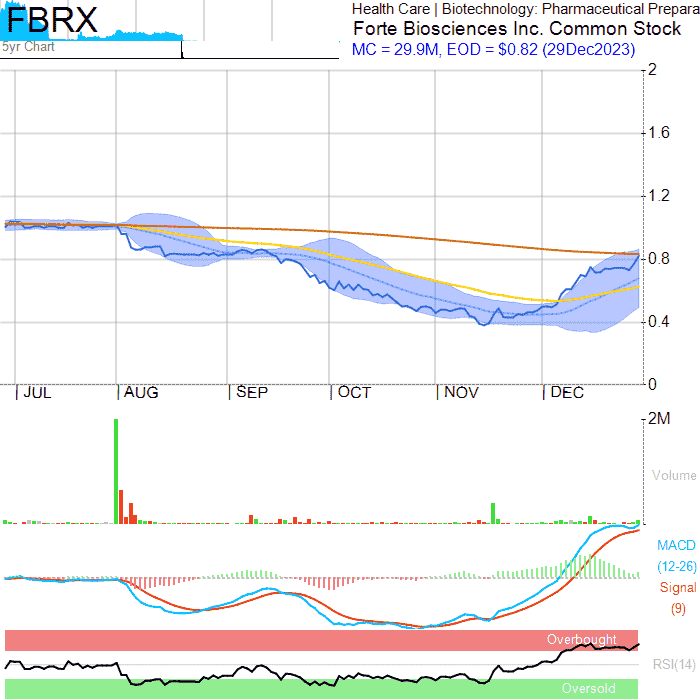 FBRX
5yr Chart
Health Care | Biotechnology: Pharmaceutical Prepara
Forte Biosciences Inc. Common Stock
MC = 29.9M, EOD = $0.82 (29Dec2023)
2
1.6
1.2
0.8
0.4
0
JUL AUG SEP OCT NOV DEC
2M
Volume
MACD
(12-26)
Signal
(9)
Overbought
RSI(14)
Oversold